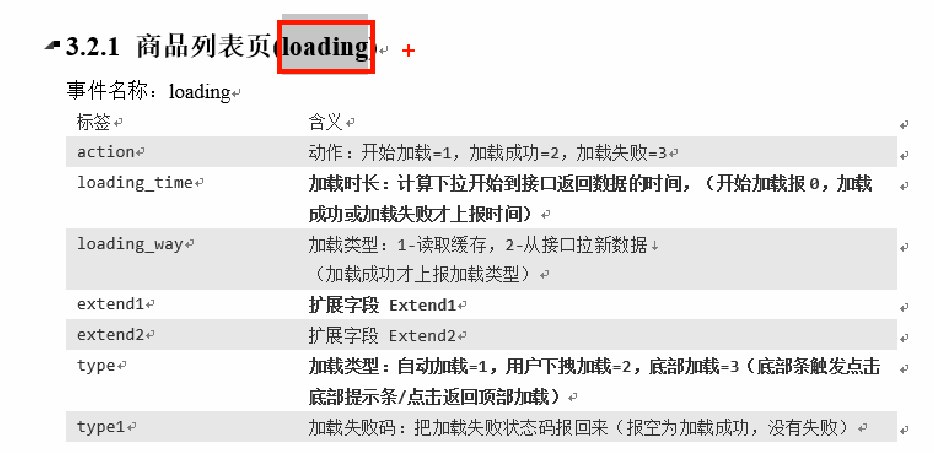 3.2.1 商品列表页(loading)
事件名称：loading
标签 含义
action 动作：开始加载=1，加载成功=2，加载失败=3
loading_time 加载时长：计算下拉开始到接口返回数据的时间，（开始加载报0，加载
成功或加载失败才上报时间）
loading_way 加载类型：1-读取缓存，2-从接口拉新数据
（加载成功才上报加载类型）
extend1 扩展字段 Extend1
extend2 扩展字段 Extend2
type 加载类型：自动加载=1，用户下拽加载=2，底部加载=3（底部条触发点击
底部提示条/点击返回顶部加载）
type1 加载失败码：把加载失败状态码报回来（报空为加载成功，没有失败）